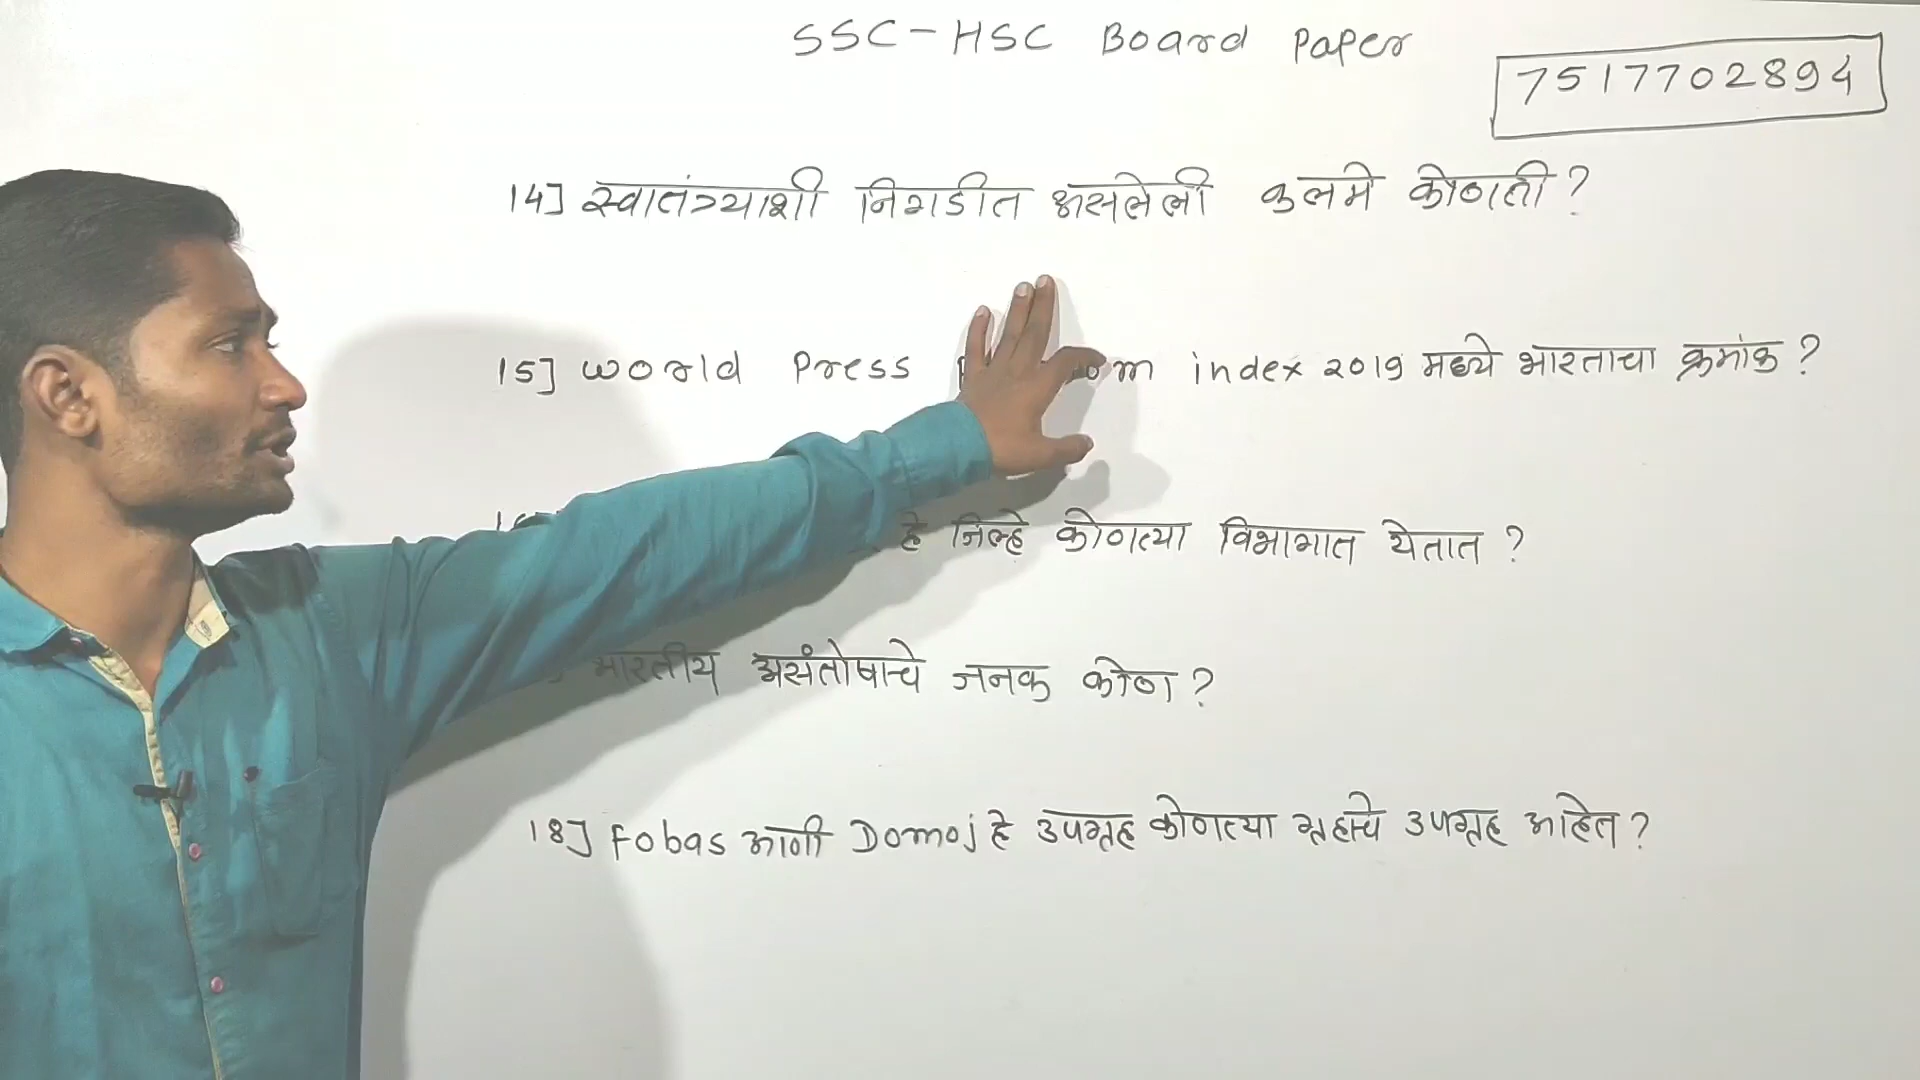 SSC-HSC Board Paper
7517702894
14] स्वातंत्र्याशी निगडीत असलेली कलमे कोणती?
15] World Press index 2019 मध्ये भारताचा क्रमांक?
हे जिल्हे कोणत्या विभागात येतात?
भारतीय असंतोषाचे जनक कोण?
18] Fobas आणी Domoj हे उपग्रह कोणत्या ग्रहाचे उपग्रह आहेत?